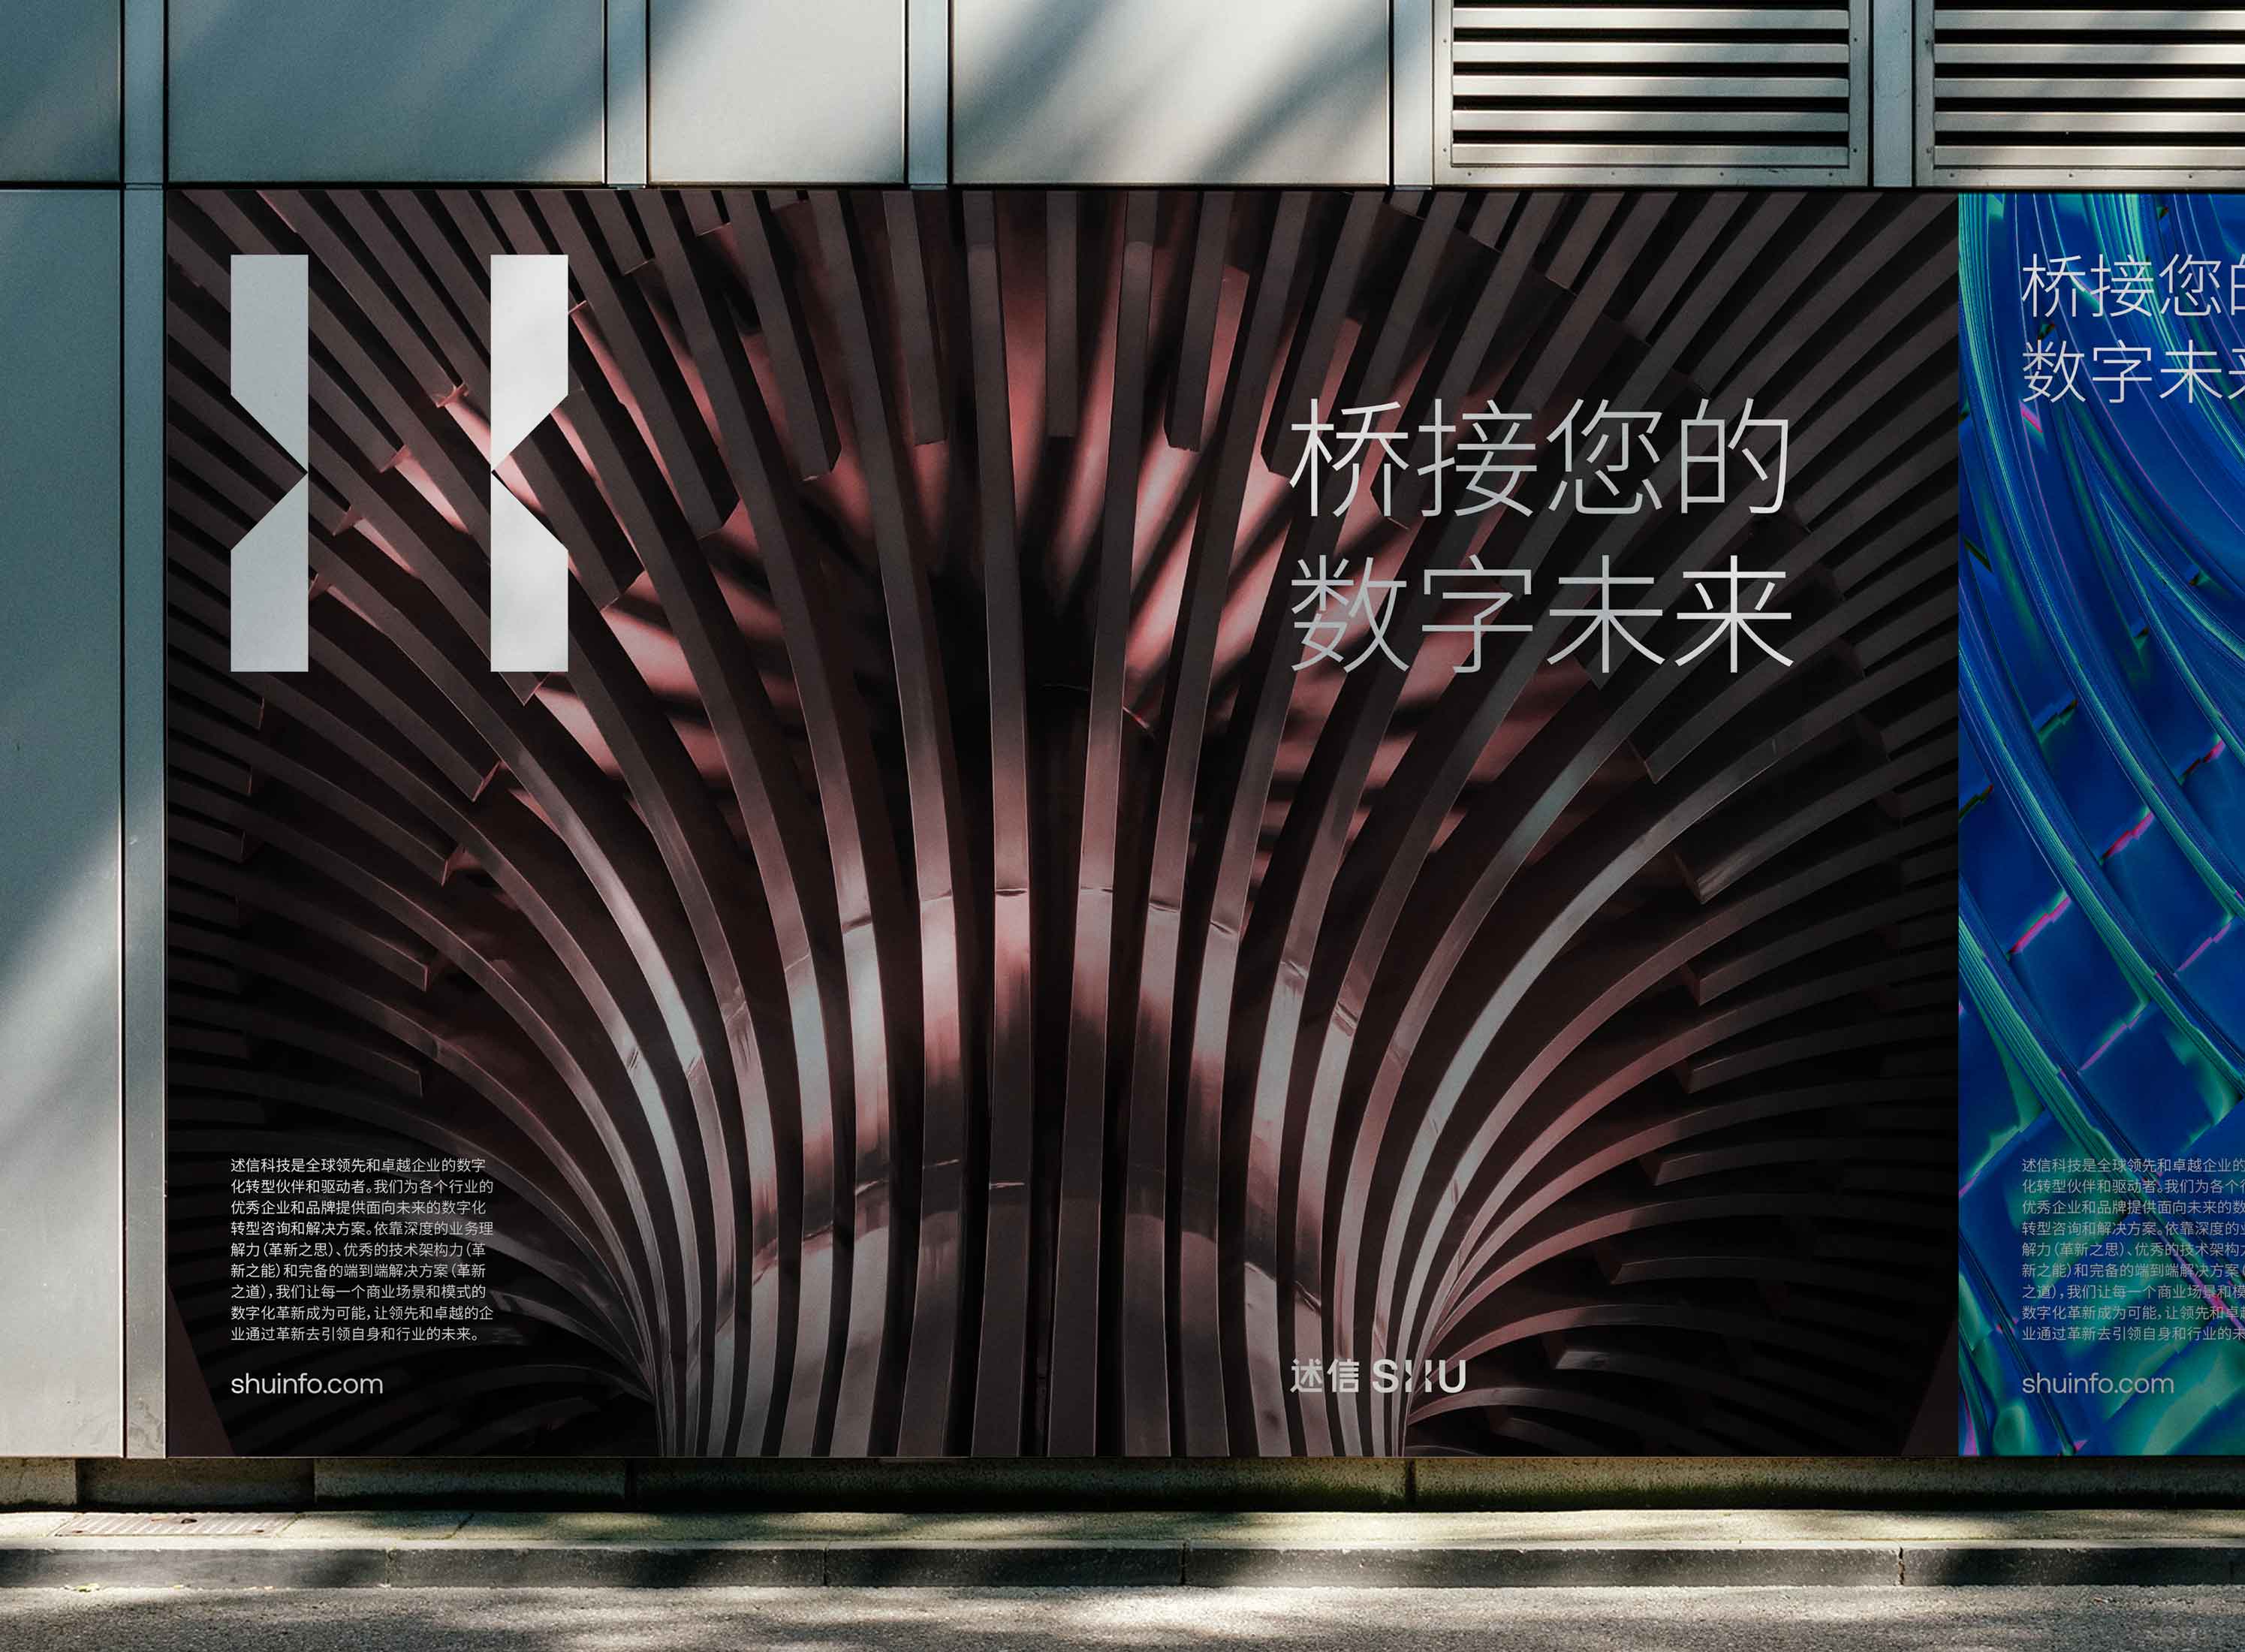 桥接您的
数字未来
述信科技是全球领先和卓越企业的数字
化转型伙伴和驱动者。我们为各个行业的
优秀企业和品牌提供面向未来的数字化
转型咨询和解决方案。依靠深度的业务理
解力（革新之思）、优秀的技术架构力（革
新之能）和完备的端到端解决方案（革新
之道），我们让每一个商业场景和模式的
数字化革新成为可能，让领先和卓越的企
业通过革新去引领自身和行业的未来。
shuinfo.com
述信 SHU
桥接您的
数字未来
述信科技是全球领先和卓越企业的
化转型伙伴和驱动者。我们为各个行
优秀企业和品牌提供面向未来的数
转型咨询和解决方案。依靠深度的业
解力（革新之思）、优秀的技术架构力
新之能）和完备的端到端解决方案（
之道），我们让每一个商业场景和模
数字化革新成为可能，让领先和卓越
业通过革新去引领自身和行业的未
shuinfo.com